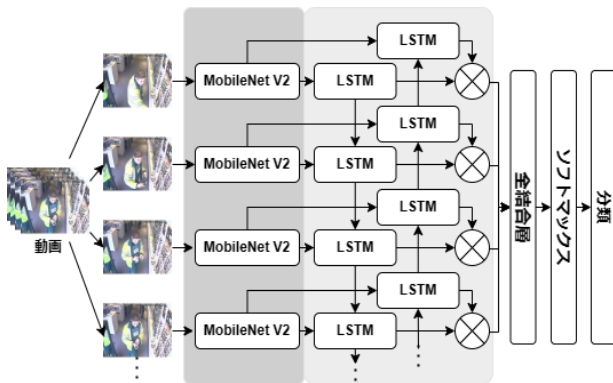 LSTM
MobileNet V2
LSTM
LSTM
MobileNet V2
LSTM
動画
LSTM
MobileNet V2
LSTM
LSTM
MobileNet V2
LSTM
全結合層
ソフトマックス
分類